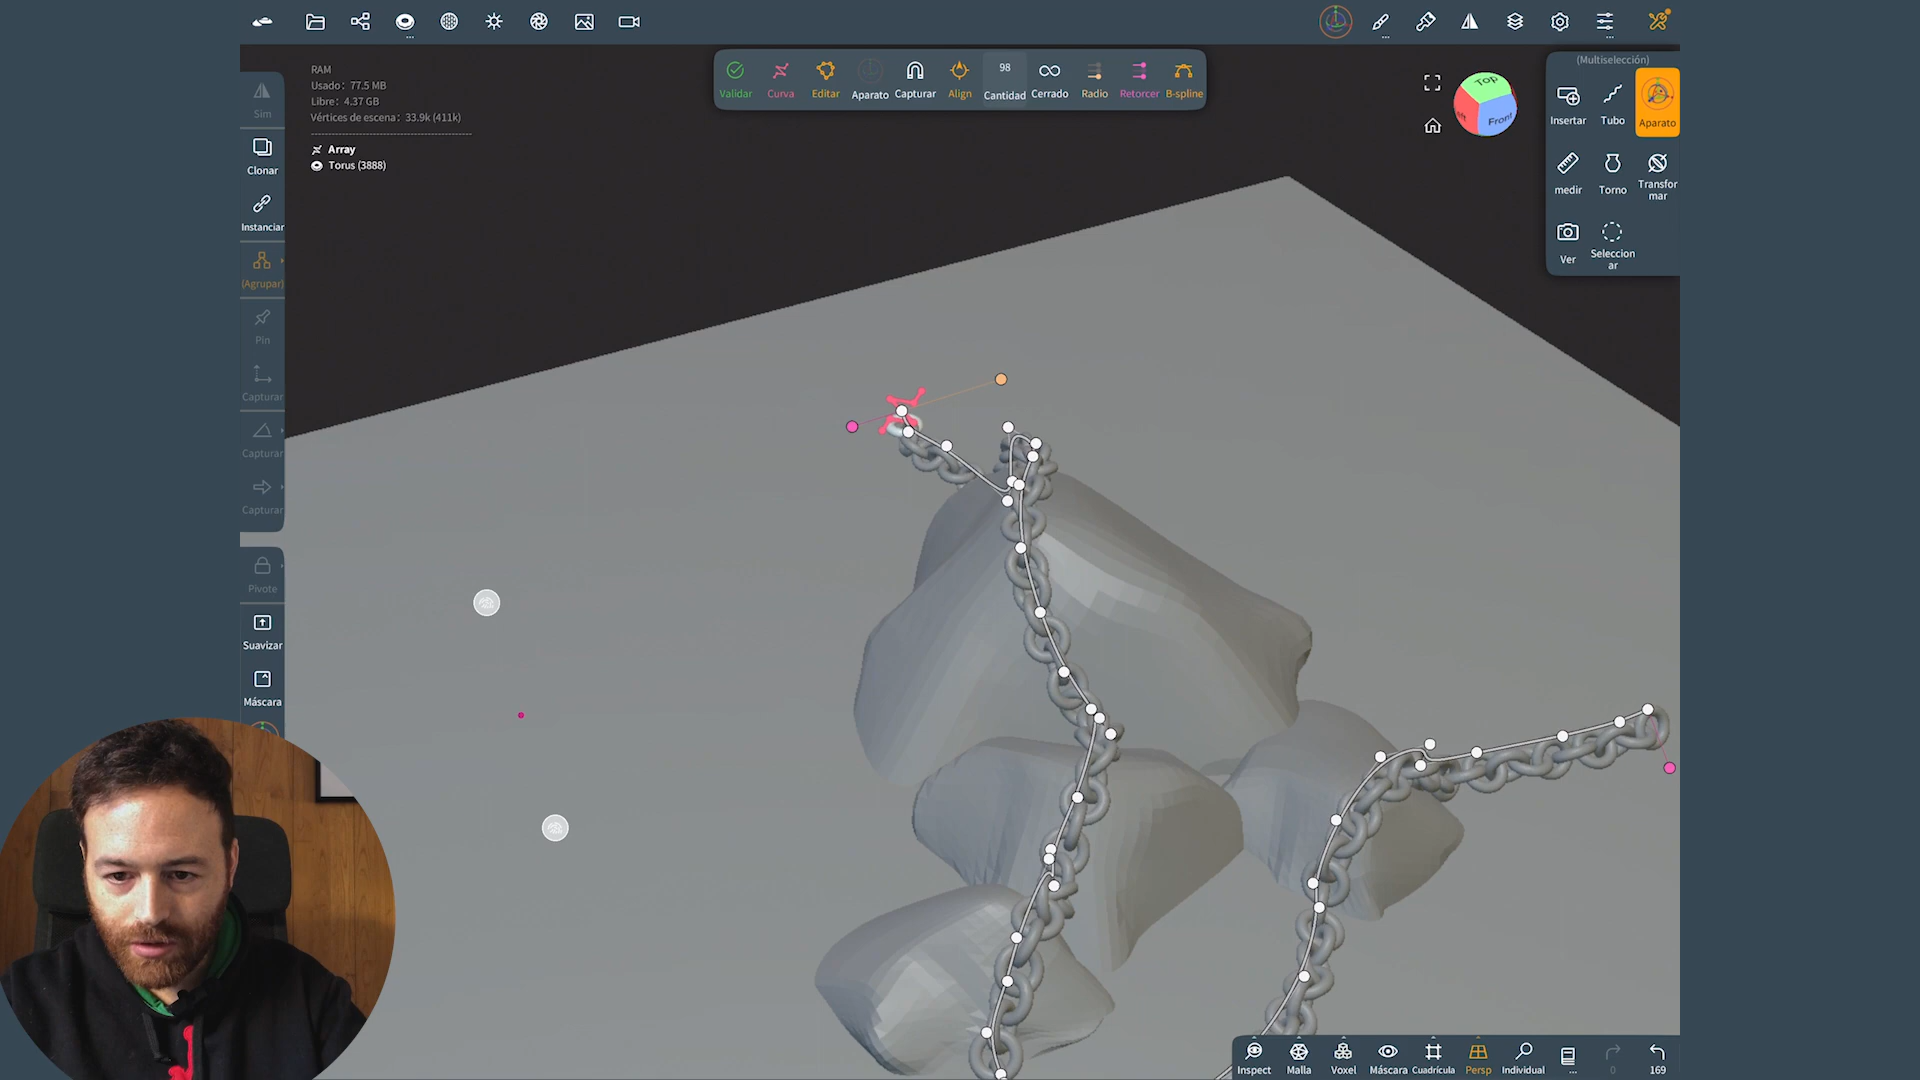 RAM
Usado: 77.5 MB
Libre: 4.37 GB
Vértices de escena: 33.9k (411k)
Array
Torus (3888)
Validar
Curva
Editar
Aparato
Capturar
Align
98
Cantidad
Cerrado
Radio
Retorcer
B-spline
Top
Front
(Multiselección)
Insertar
Tubo
Aparato
medir
Torno
Transfor
mar
Ver
Seleccion
ar
Sim
Clonar
Instanciar
(Agrupar)
Pin
Capturar
Capturar
Capturar
Pivote
Suavizar
Máscara
Inspect
Malla
Voxel
Máscara
Cuadrícula
Persp
Individual
...
0
169